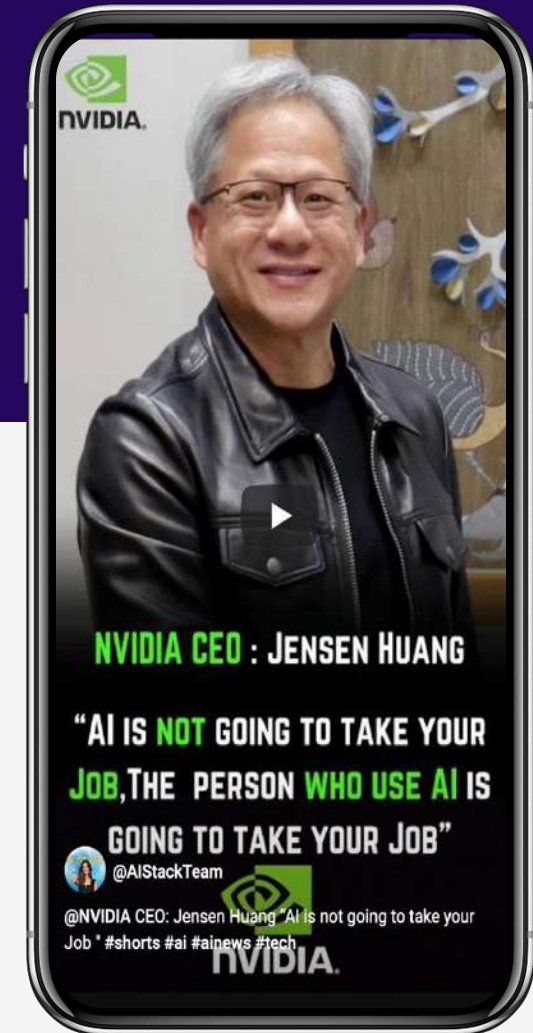 NVIDIA.
NVIDIA CEO : JENSEN HUANG
“AI IS NOT GOING TO TAKE YOUR
JOB,THE PERSON WHO USE AI IS
GOING TO TAKE YOUR JOB”
@AIStackTeam
@NVIDIA CEO: Jensen Huang "AI is not going to take your
Job " #shorts #ai #ainews #tech
NVIDIA.